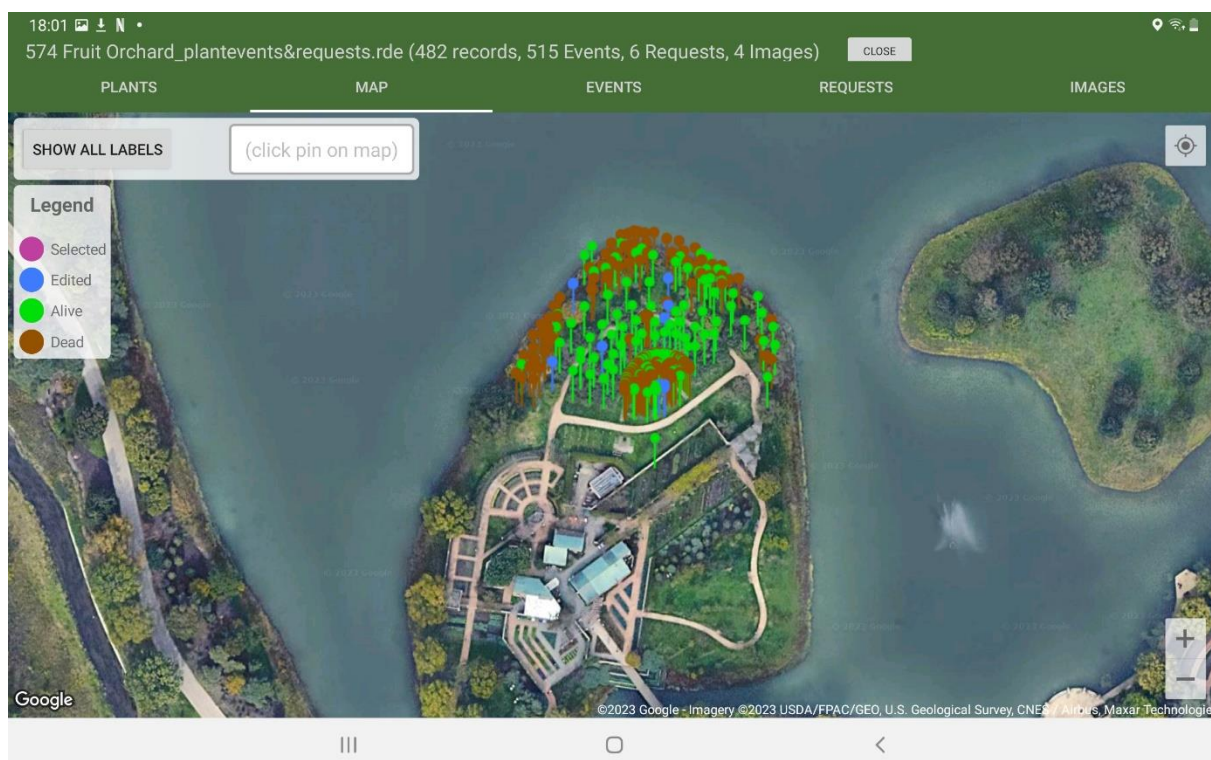 18:01
574 Fruit Orchard_plantevents&requests.rde (482 records, 515 Events, 6 Requests, 4 Images)
CLOSE
PLANTS
MAP
EVENTS
REQUESTS
IMAGES
SHOW ALL LABELS
(click pin on map)
Legend
Selected
Edited
Alive
Dead
Google
©2023 Google - Imagery ©2023 USDA/FPAC/GEO, U.S. Geological Survey, CNES / Airbus, Maxar Technologie